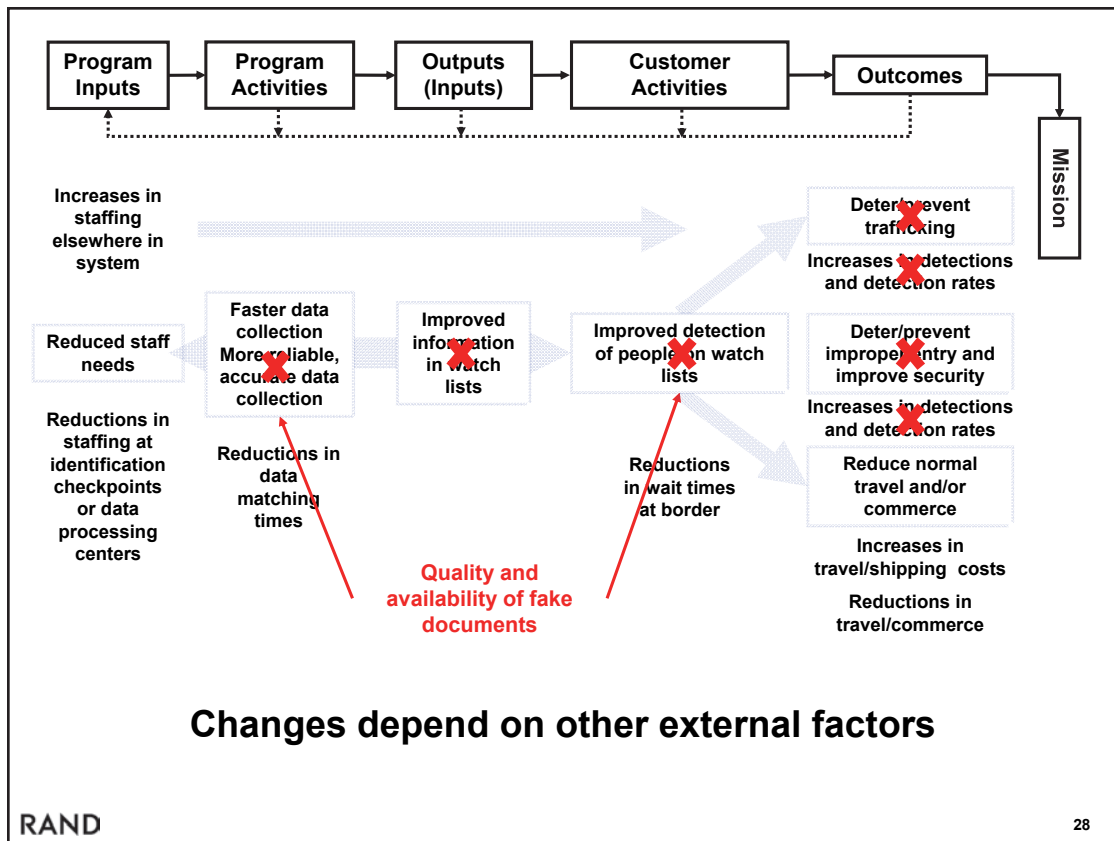 Program
Inputs
Program
Activities
Outputs
(Inputs)
Customer
Activities
Outcomes
Mission
Increases in
staffing
elsewhere in
system
Deter/prevent
trafficking
Increases in detections
and detection rates
Reduced staff
needs
Faster data
collection
More reliable,
accurate data
collection
Improved
information
in watch
lists
Improved detection
of people on watch
lists
Deter/prevent
improper entry and
improve security
Increases in detections
and detection rates
Reductions in
staffing at
identification
checkpoints
or data
processing
centers
Reductions in
data
matching
times
Reductions
in wait times
at border
Reduce normal
travel and/or
commerce
Increases in
travel/shipping costs
Reductions in
travel/commerce
Quality and
availability of fake
documents
Changes depend on other external factors
RAND
28